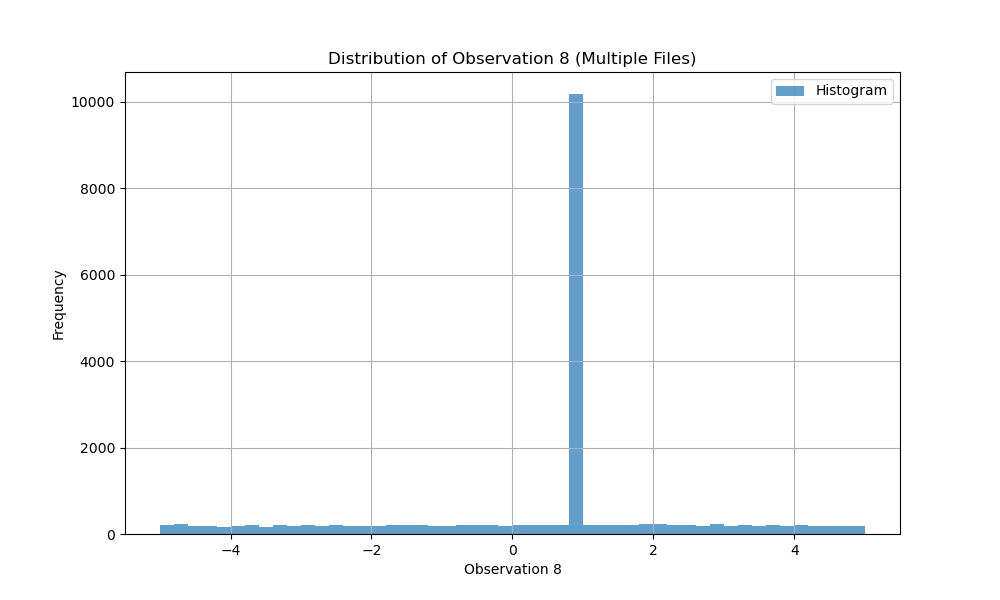 Distribution of Observation 8 (Multiple Files)
Histogram
10000
8000
6000
4000
2000
0
Frequency
−4
−2
0
2
4
Observation 8